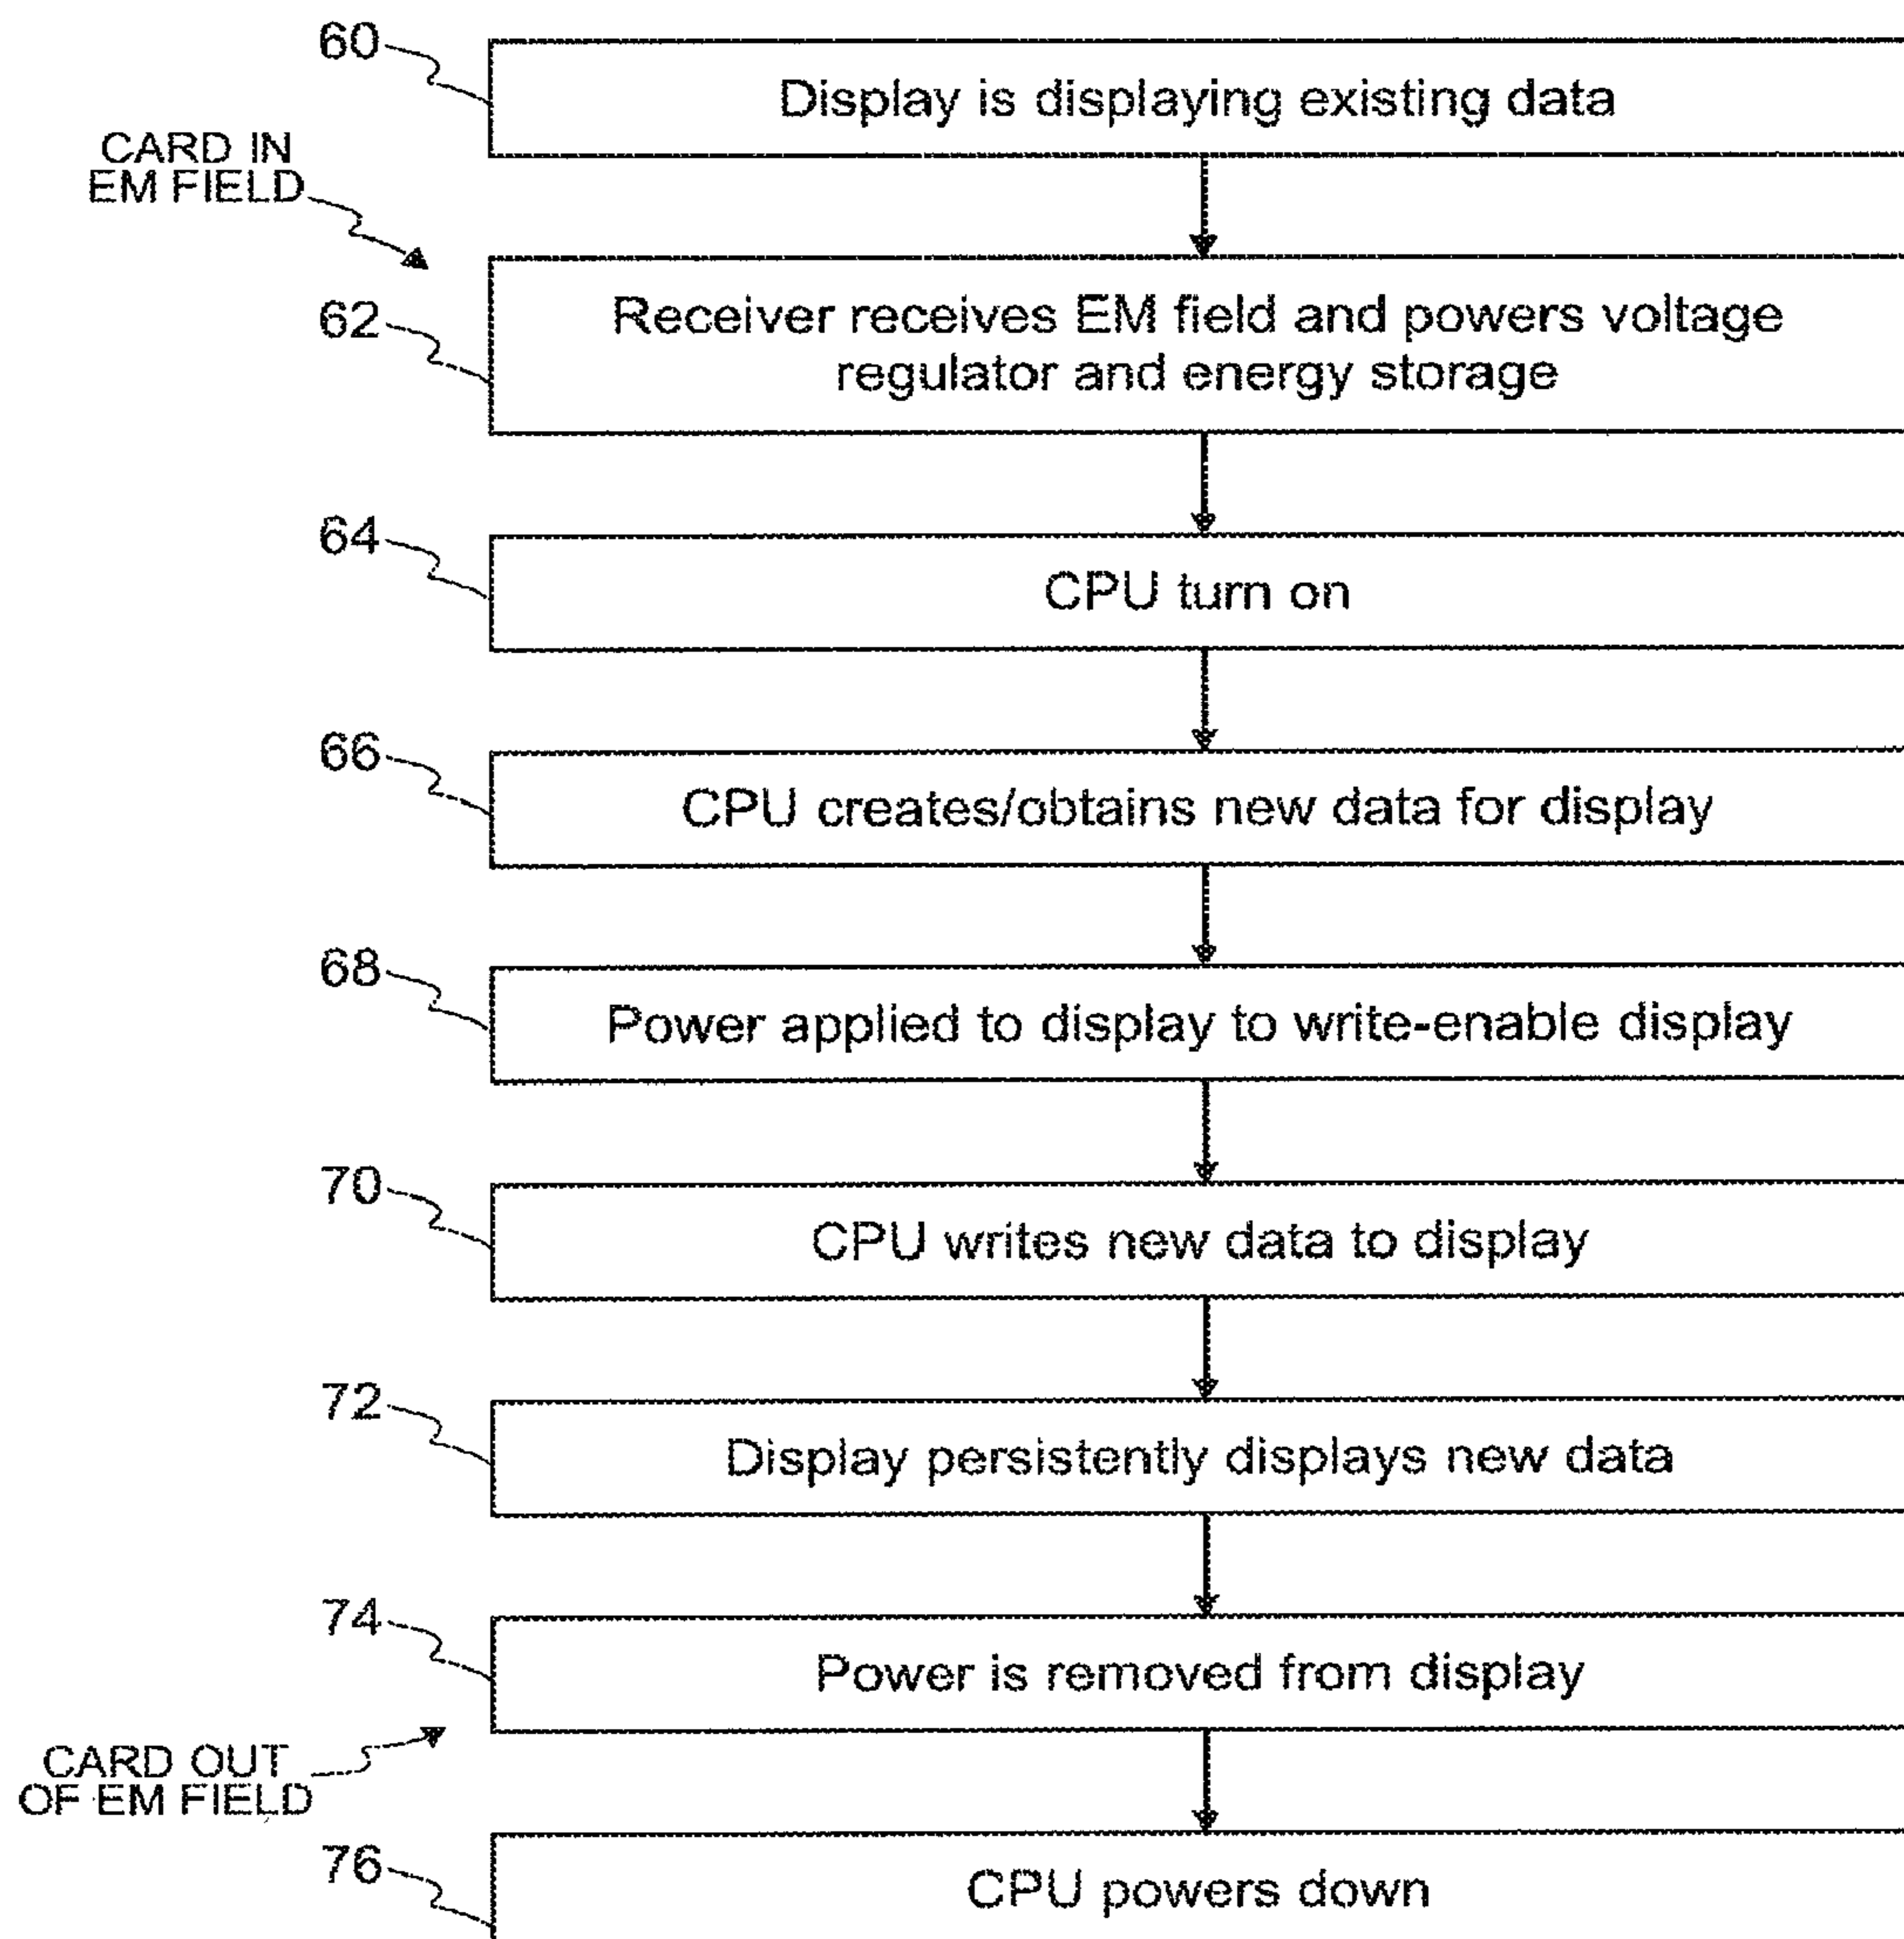 60
Display is displaying existing data
CARD IN
EM FIELD
62
Receiver receives EM field and powers voltage
regulator and energy storage
64
CPU turn on
66
CPU creates/obtains new data for display
68
Power applied to display to write-enable display
70
CPU writes new data to display
72
Display persistently displays new data
74
Power is removed from display
CARD OUT
OF EM FIELD
76
CPU powers down